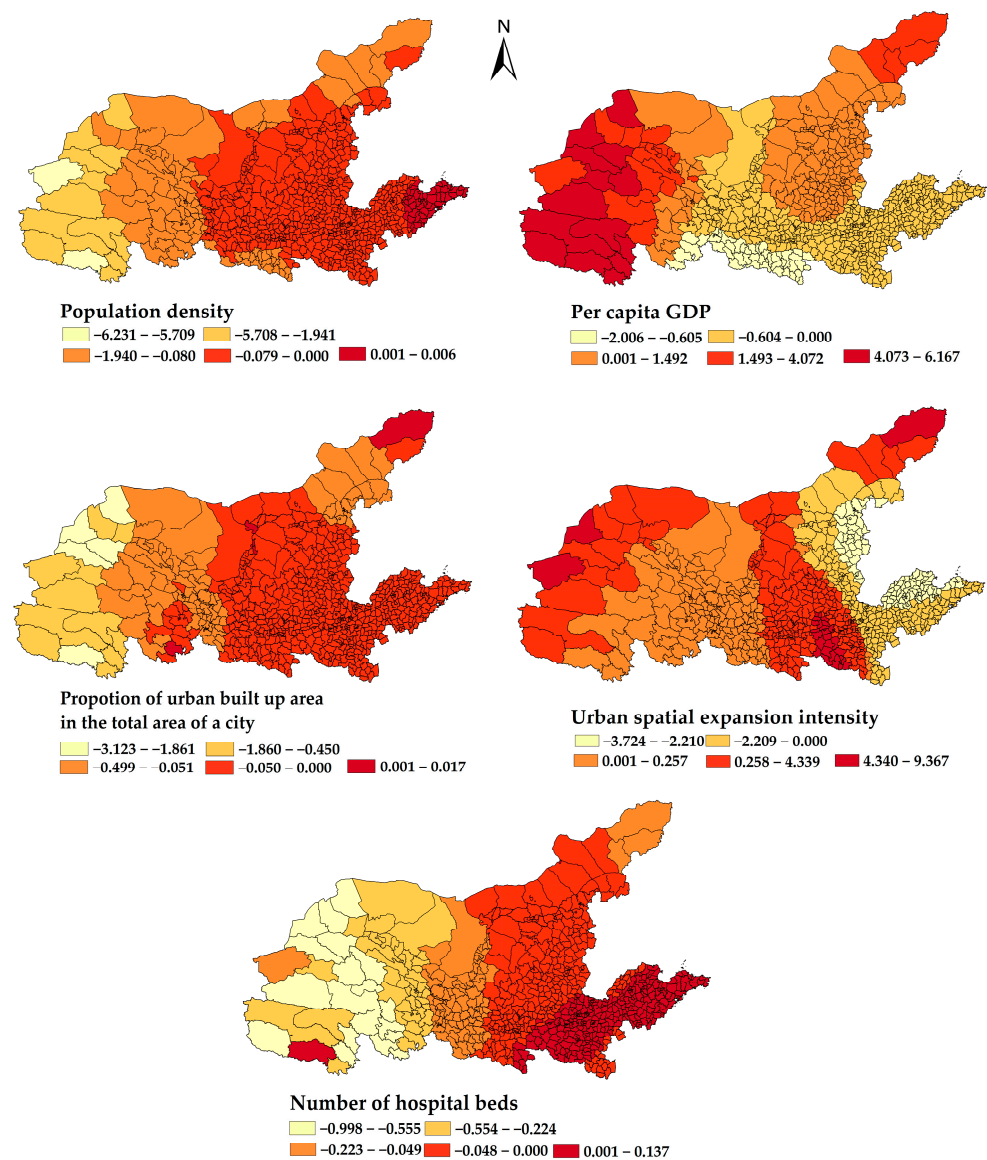 N
Population density
−6.231 – −5.709 −5.708 – −1.941
−1.940 – −0.080 −0.079 – 0.000 0.001 – 0.006
Per capita GDP
−2.006 – −0.605 −0.604 – 0.000
0.001 – 1.492 1.493 – 4.072 4.073 – 6.167
Propotion of urban built up area
in the total area of a city
−3.123 – −1.861 −1.860 – −0.450
−0.499 – −0.051 −0.050 – 0.000 0.001 – 0.017
Urban spatial expansion intensity
−3.724 – −2.210 −2.209 – 0.000
0.001 – 0.257 0.258 – 4.339 4.340 – 9.367
Number of hospital beds
−0.998 – −0.555 −0.554 – −0.224
−0.223 – −0.049 −0.048 – 0.000 0.001 – 0.137